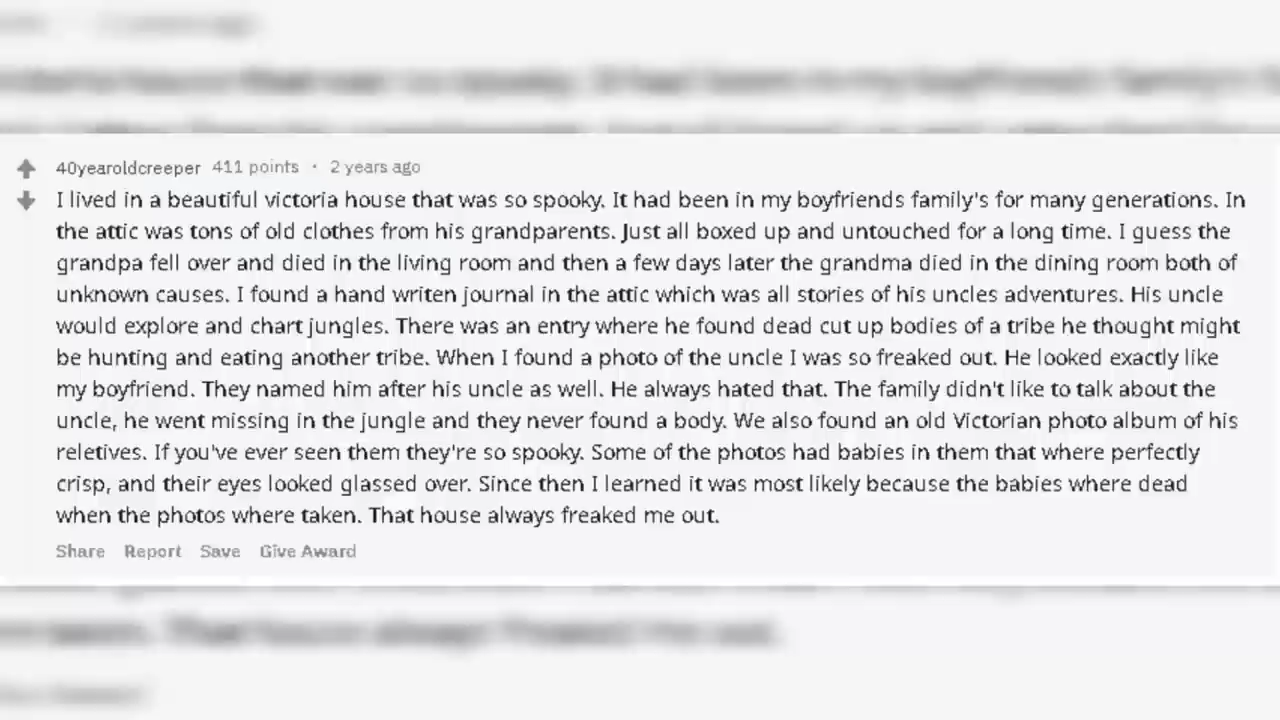 40yearoldcreeper 411 points · 2 years ago
I lived in a beautiful victoria house that was so spooky. It had been in my boyfriends family's for many generations. In
the attic was tons of old clothes from his grandparents. Just all boxed up and untouched for a long time. I guess the
grandpa fell over and died in the living room and then a few days later the grandma died in the dining room both of
unknown causes. I found a hand writen journal in the attic which was all stories of his uncles adventures. His uncle
would explore and chart jungles. There was an entry where he found dead cut up bodies of a tribe he thought might
be hunting and eating another tribe. When I found a photo of the uncle I was so freaked out. He looked exactly like
my boyfriend. They named him after his uncle as well. He always hated that. The family didn't like to talk about the
uncle, he went missing in the jungle and they never found a body. We also found an old Victorian photo album of his
reletives. If you've ever seen them they're so spooky. Some of the photos had babies in them that where perfectly
crisp, and their eyes looked glassed over. Since then I learned it was most likely because the babies where dead
when the photos where taken. That house always freaked me out.
Share Report Save Give Award